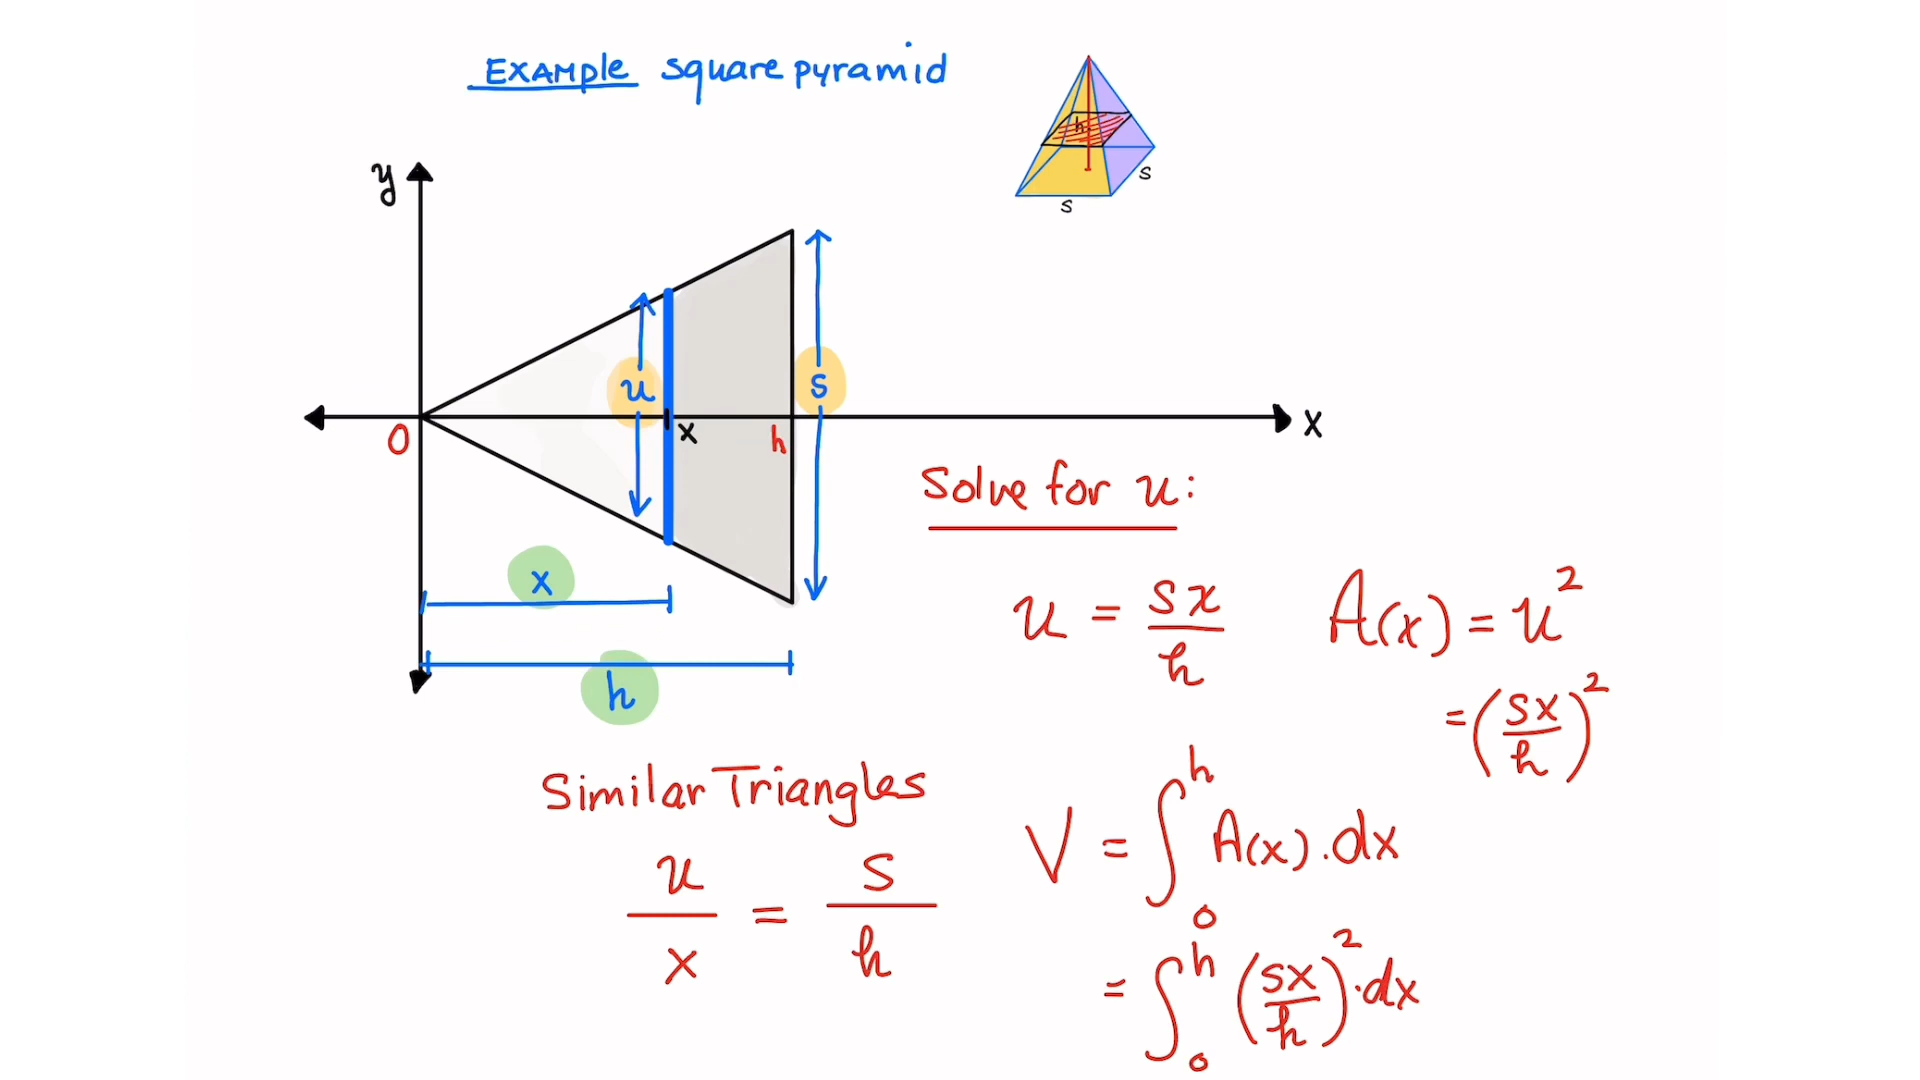 EXAMPLE square pyramid
h
s
s
y
u
s
0
x
h
x
x
h
Solve for u:
u = sx/h
A(x) = u²
= (sx/h)²
Similar Triangles
u/x = s/h
V = ∫₀ʰ A(x).dx
= ∫₀ʰ (sx/h)²·dx